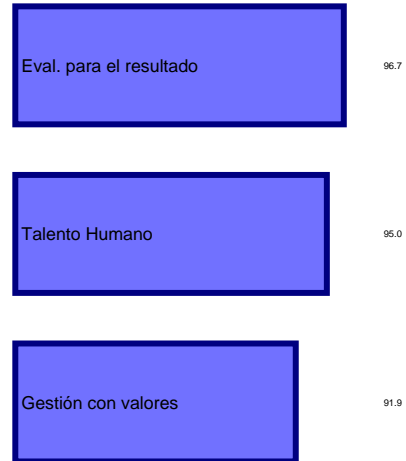 Eval. para el resultado 96.7
Talento Humano 95.0
Gestión con valores 91.9